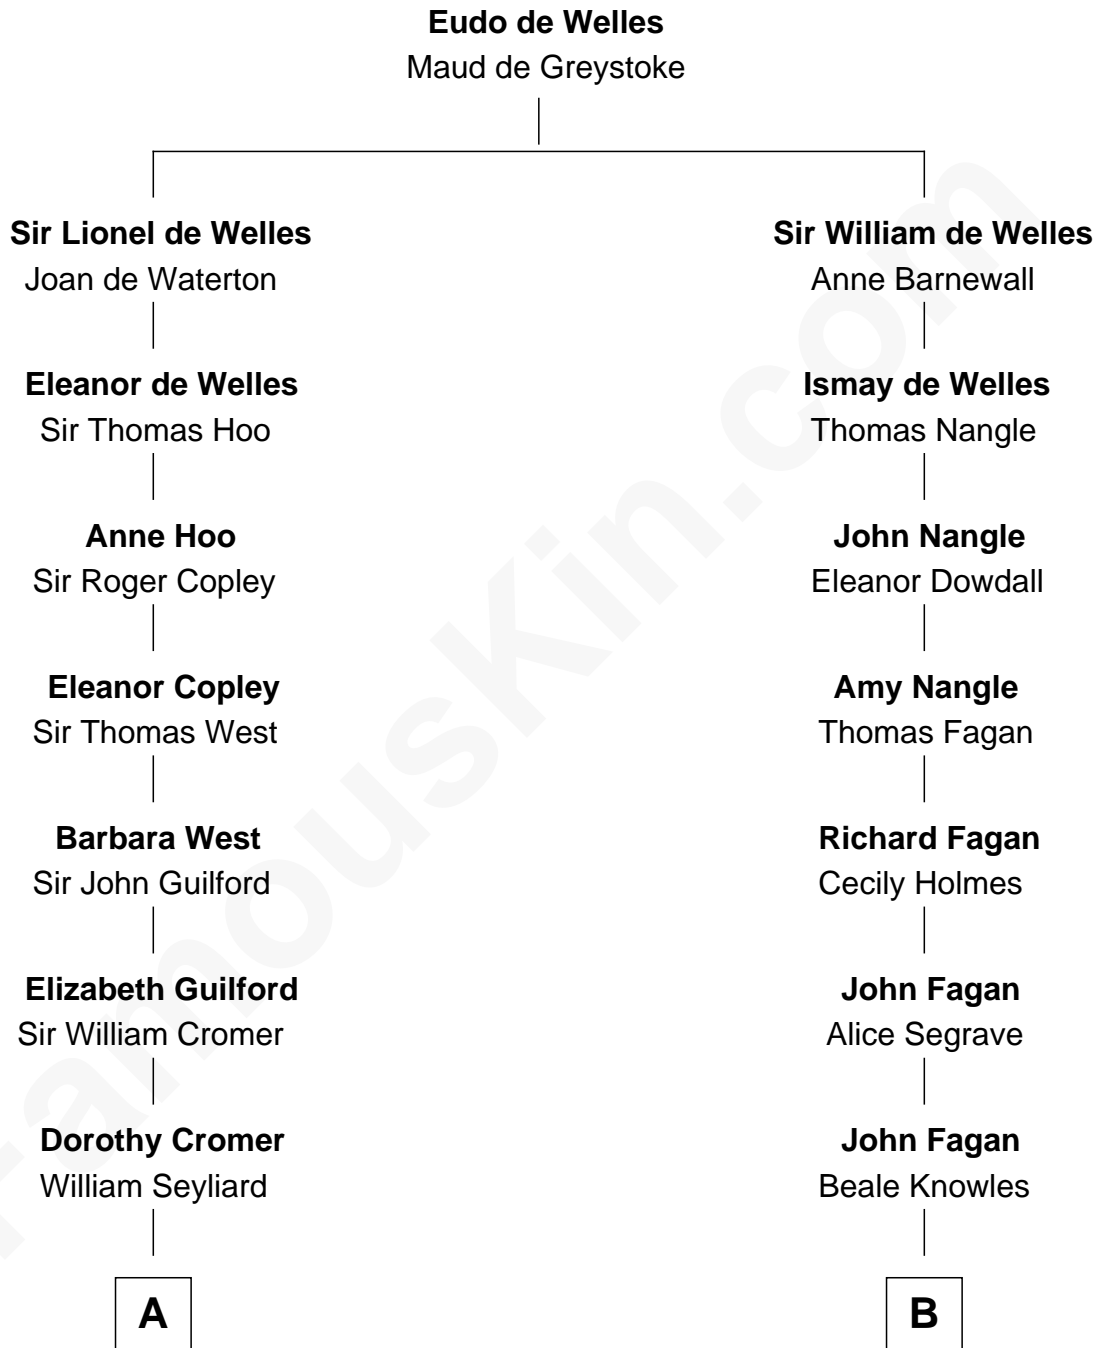 Eudo de Welles
Maud de Greystoke
Sir Lionel de Welles
Joan de Waterton
Sir William de Welles
Anne Barnewall
Eleanor de Welles
Sir Thomas Hoo
Ismay de Welles
Thomas Nangle
Anne Hoo
Sir Roger Copley
John Nangle
Eleanor Dowdall
Eleanor Copley
Sir Thomas West
Amy Nangle
Thomas Fagan
Barbara West
Sir John Guilford
Richard Fagan
Cecily Holmes
Elizabeth Guilford
Sir William Cromer
John Fagan
Alice Segrave
Dorothy Cromer
William Seyliard
John Fagan
Beale Knowles
A
B
FamousKin.com